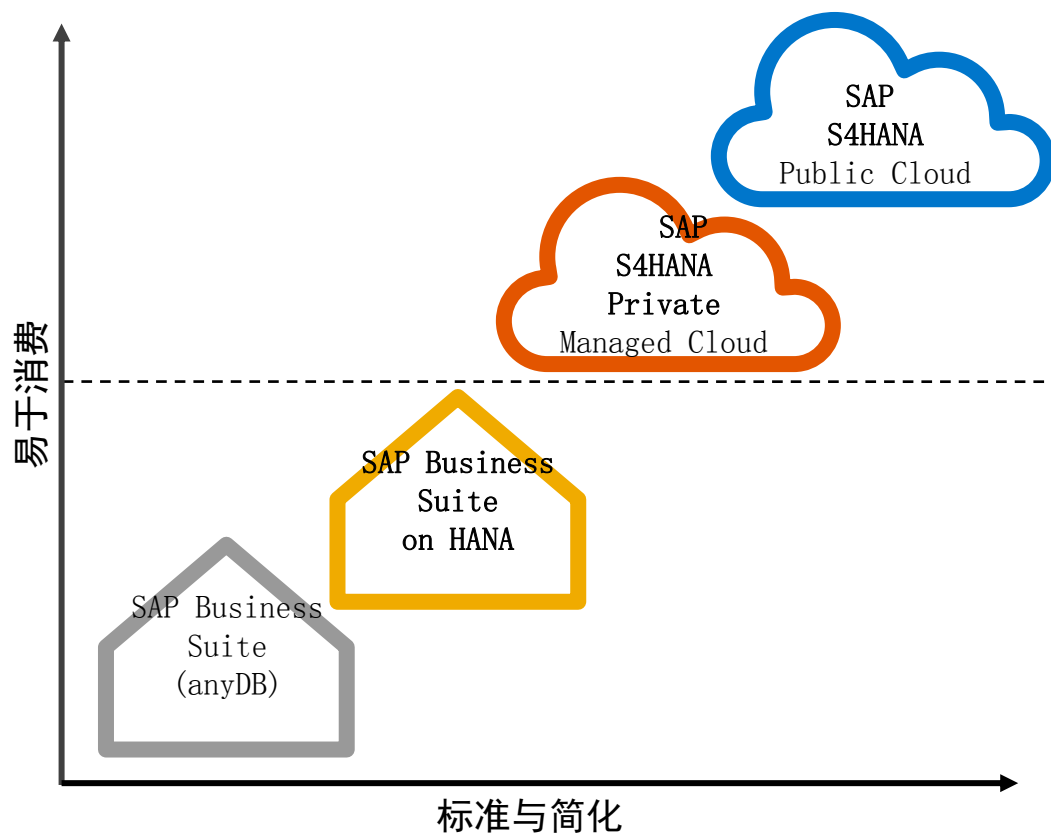 SAP
S4HANA
Public Cloud
SAP
S4HANA
Private
Managed Cloud
易于消费
SAP Business
Suite
on HANA
SAP Business
Suite
(anyDB)
标准与简化